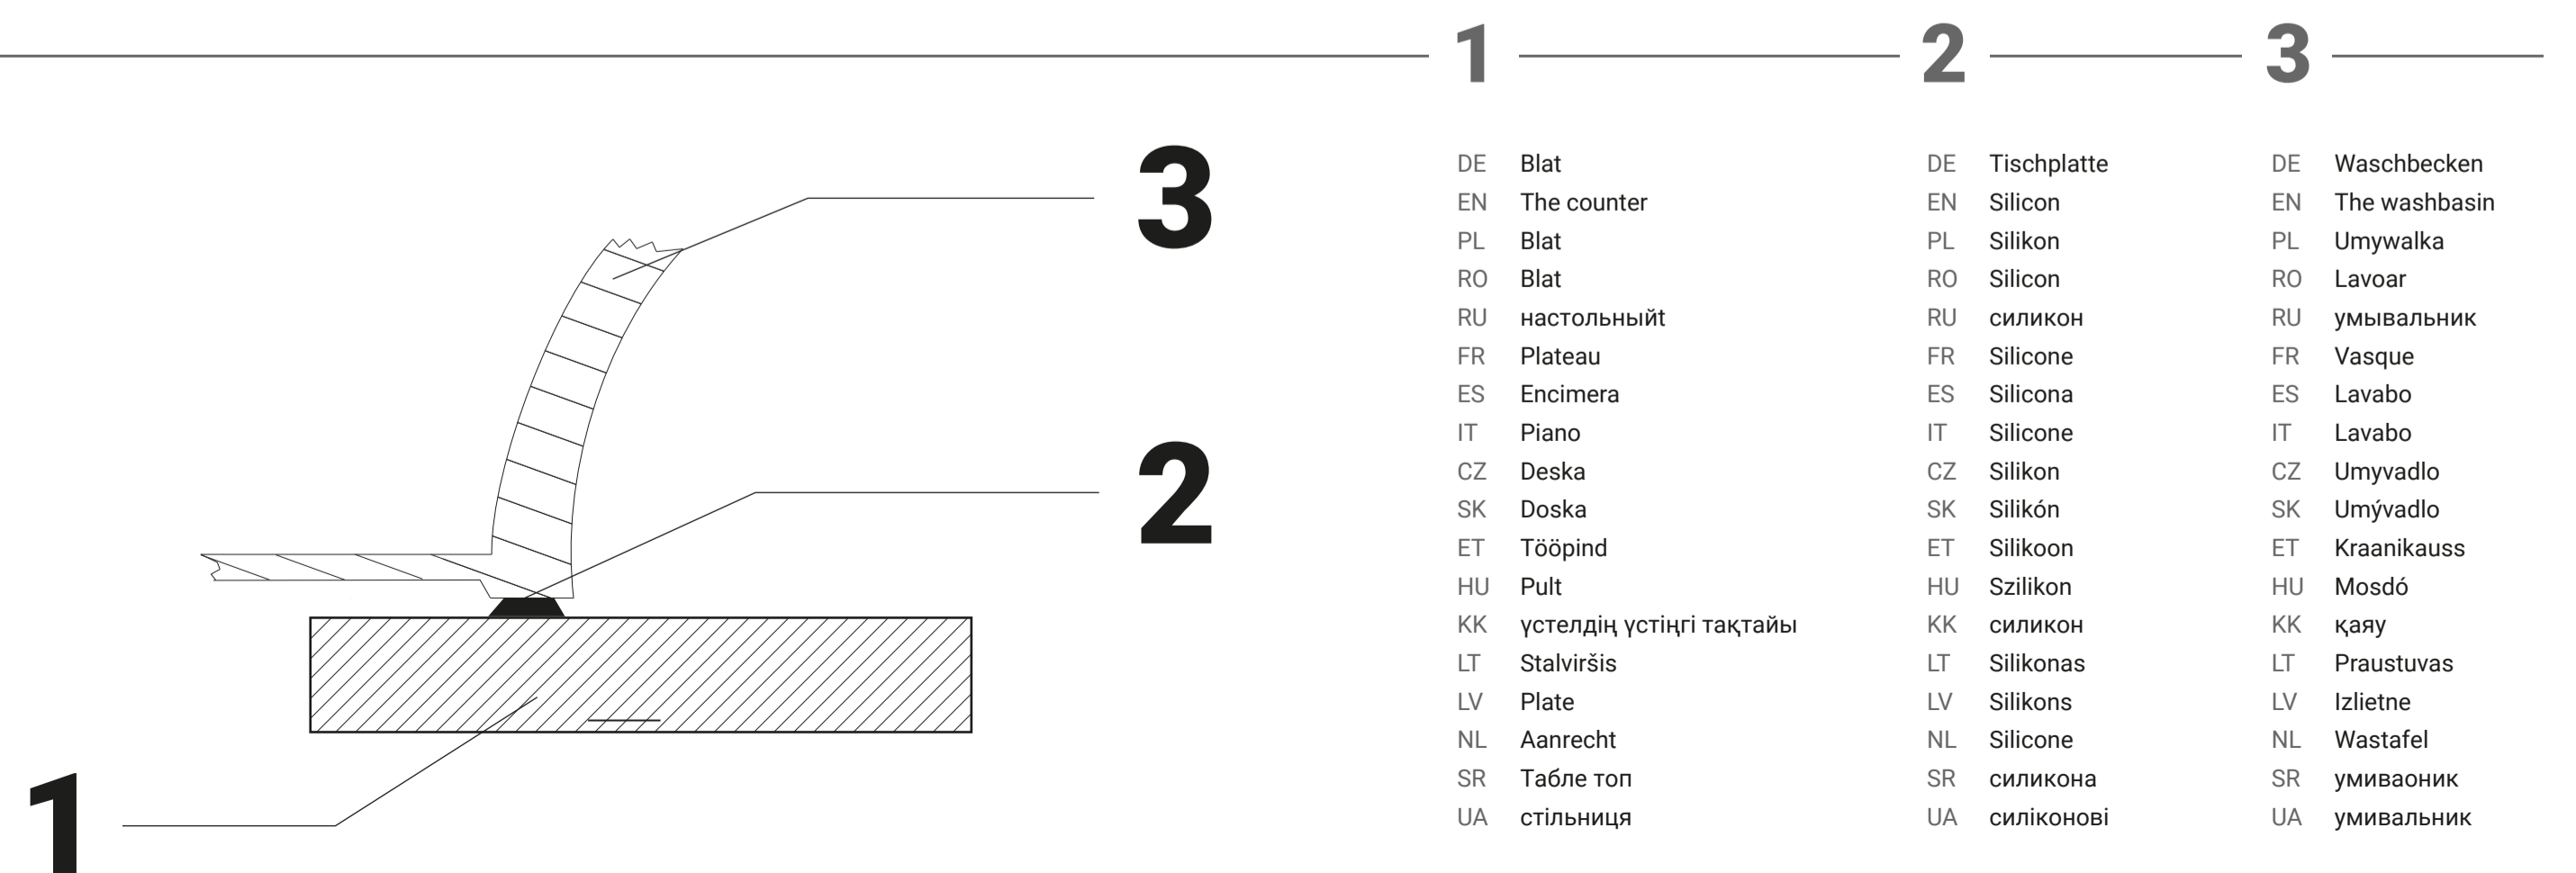 1 2 3
3
2
1
DE Blat
EN The counter
PL Blat
RO Blat
RU настольныйt
FR Plateau
ES Encimera
IT Piano
CZ Deska
SK Doska
ET Tööpind
HU Pult
KK үстелдің үстіңгі тақтайы
LT Stalviršis
LV Plate
NL Aanrecht
SR Табле топ
UA стільниця
DE Tischplatte
EN Silicon
PL Silikon
RO Silicon
RU силикон
FR Silicone
ES Silicona
IT Silicone
CZ Silikon
SK Silikón
ET Silikoon
HU Szilikon
KK силикон
LT Silikonas
LV Silikons
NL Silicone
SR силикона
UA силіконові
DE Waschbecken
EN The washbasin
PL Umywalka
RO Lavoar
RU умывальник
FR Vasque
ES Lavabo
IT Lavabo
CZ Umyvadlo
SK Umývadlo
ET Kraanikauss
HU Mosdó
KK қаяу
LT Praustuvas
LV Izlietne
NL Wastafel
SR умиваоник
UA умивальник